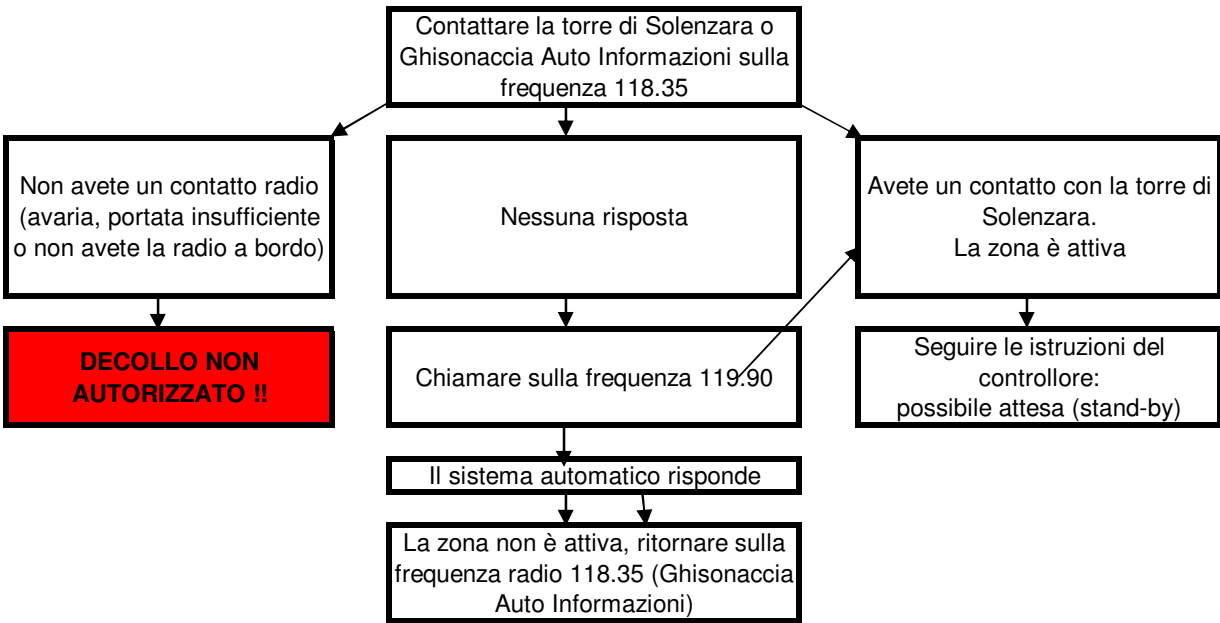 Contattare la torre di Solenzara o
Ghisonaccia Auto Informazioni sulla
frequenza 118.35
Non avete un contatto radio
(avaria, portata insufficiente
o non avete la radio a bordo)
Nessuna risposta
Avete un contatto con la torre di
Solenzara.
La zona è attiva
DECOLLO NON
AUTORIZZATO !!
Chiamare sulla frequenza 119.90
Seguire le istruzioni del
controllore:
possibile attesa (stand-by)
Il sistema automatico risponde
La zona non è attiva, ritornare sulla
frequenza radio 118.35 (Ghisonaccia
Auto Informazioni)